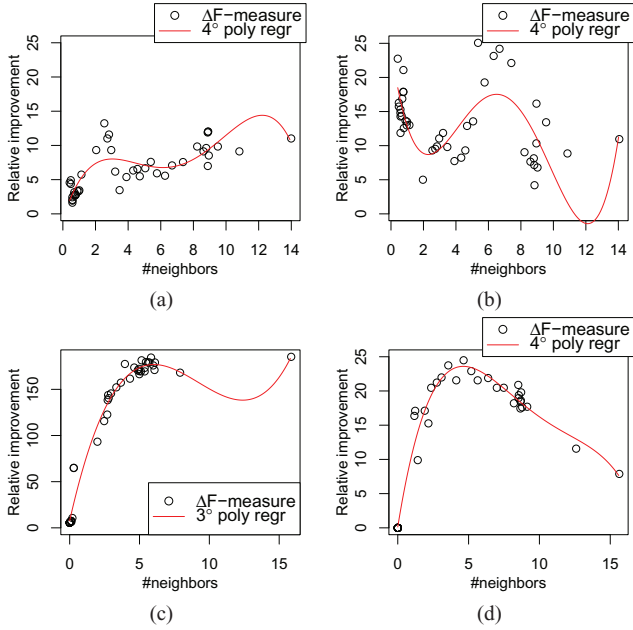 ΔF−measure
4° poly regr
Relative improvement
0 5 10 15 20 25
0 2 4 6 8 10 12 14
#neighbors
(a)
ΔF−measure
4° poly regr
Relative improvement
0 5 10 15 20 25
0 2 4 6 8 10 12 14
#neighbors
(b)
ΔF−measure
3° poly regr
Relative improvement
0 50 100 150
0 5 10 15
#neighbors
(c)
ΔF−measure
4° poly regr
Relative improvement
0 5 10 15 20 25
0 5 10 15
#neighbors
(d)